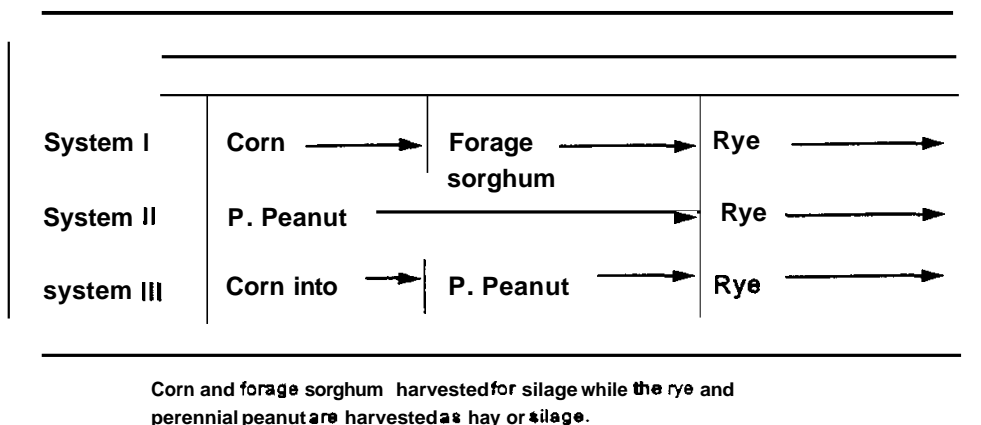 System I Corn Forage sorghum Rye
System II P. Peanut Rye
system III Corn into P. Peanut Rye
Corn and forage sorghum harvested for silage while the rye and
perennial peanut are harvested as hay or silage.